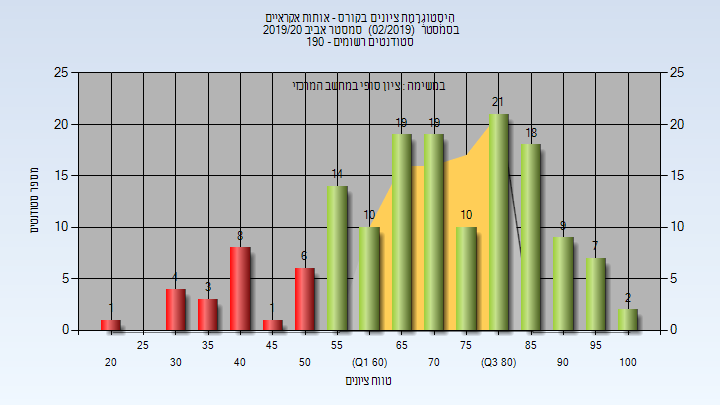 היסטוגרמת ציונים בקורס - אותות אקראיים
בסמסטר (02/2019) סמסטר אביב 2019/20
סטודנטים רשומים - 190
במשימה : ציון סופי במחשב המרכזי
25 25
20 20
15 15
10 10
5 5
0 0
מספר סטודנטים
1 4 3 8 1 6 14 10 19 19 10 21 18 9 7 2
25 35 45 55 65 75 85 95
20 30 40 50 (Q1 60) 70 (Q3 80) 90 100
טווח ציונים